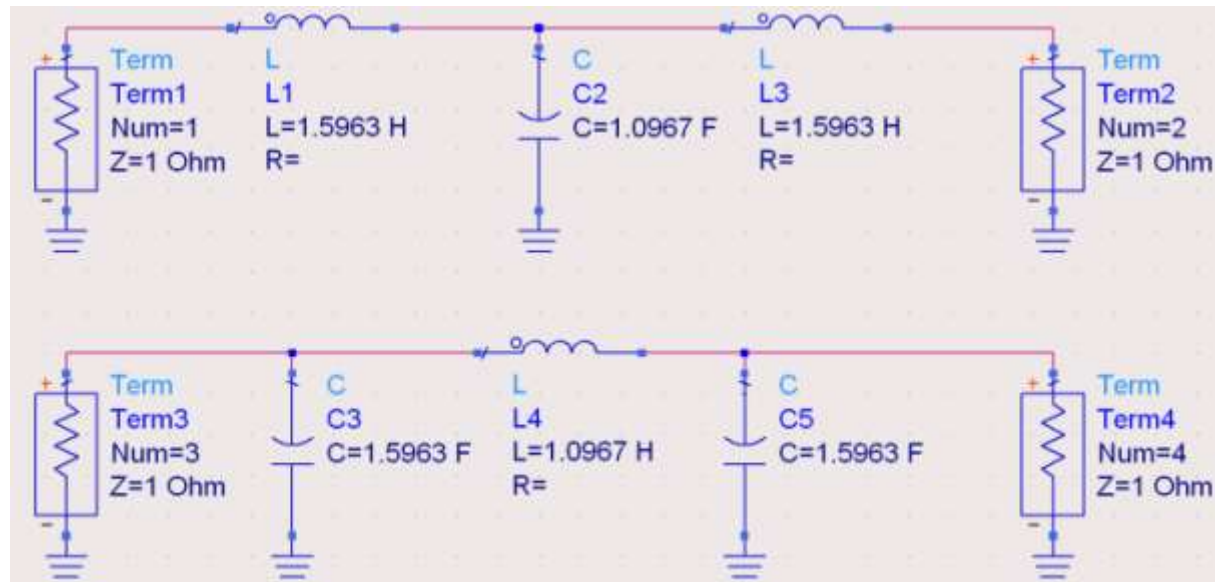 Term
Term1
Num=1
Z=1 Ohm
L
L1
L=1.5963 H
R=
C
C2
C=1.0967 F
L
L3
L=1.5963 H
R=
Term
Term2
Num=2
Z=1 Ohm
Term
Term3
Num=3
Z=1 Ohm
C
C3
C=1.5963 F
L
L4
L=1.0967 H
R=
C
C5
C=1.5963 F
Term
Term4
Num=4
Z=1 Ohm